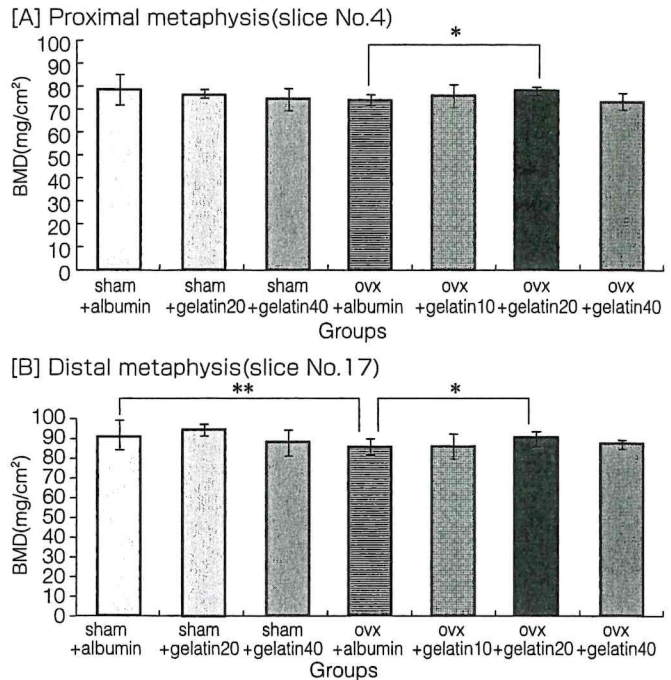 [A] Proximal metaphysis(slice No.4)
*
100
90
80
70
60
50
40
30
20
10
0
BMD(mg/cm²)
sham sham sham ovx ovx ovx ovx
+albumin +gelatin20 +gelatin40 +albumin +gelatin10 +gelatin20 +gelatin40
Groups
[B] Distal metaphysis(slice No.17)
** *
100
90
80
70
60
50
40
30
20
10
0
BMD(mg/cm²)
sham sham sham ovx ovx ovx ovx
+albumin +gelatin20 +gelatin40 +albumin +gelatin10 +gelatin20 +gelatin40
Groups